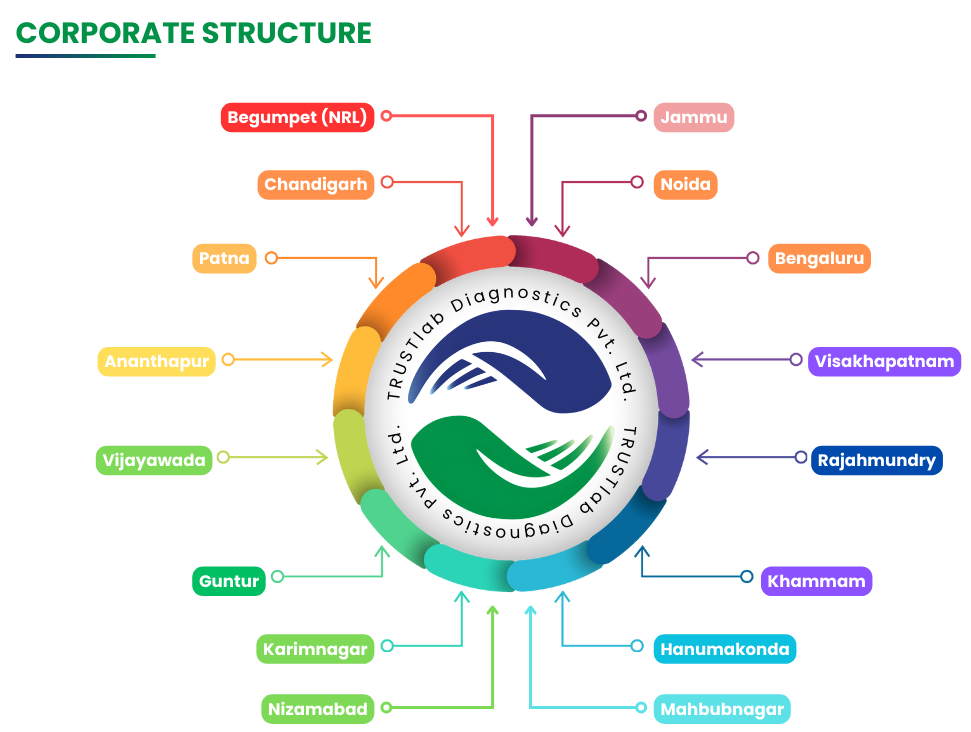 CORPORATE STRUCTURE
Begumpet (NRL)
Jammu
Chandigarh
Noida
Patna
Bengaluru
TRUSTlab Diagnostics Pvt. Ltd.
Ananthapur
Visakhapatnam
Vijayawada
Rajahmundry
TRUSTlab Diagnostics Pvt. Ltd.
Guntur
Khammam
Karimnagar
Hanumakonda
Nizamabad
Mahbubnagar